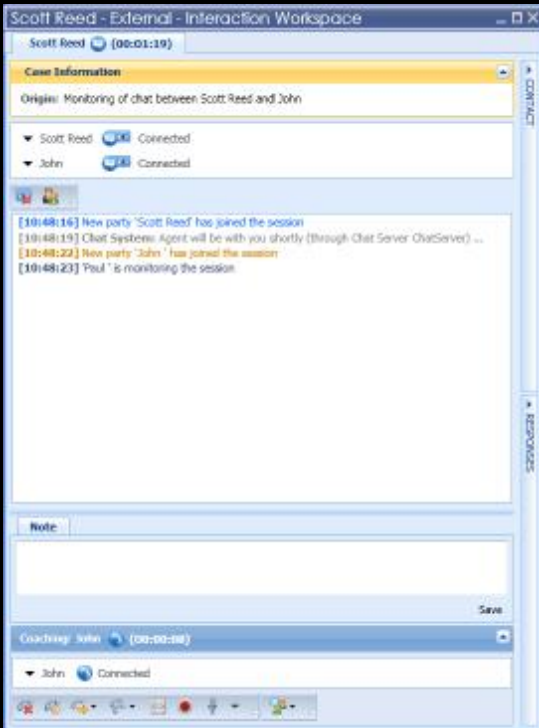 Scott Reed - External - Interaction Workspace
Scott Reed (00:01:19)
Case Information
Origin: Monitoring of chat between Scott Reed and John
Scott Reed Connected
John Connected
[10:48:16] New party 'Scott Reed' has joined the session
[10:48:19] Chat System: Agent will be with you shortly (through Chat Server ChatServer) ...
[10:48:22] New party 'John ' has joined the session
[10:48:23] 'Paul ' is monitoring the session
Note
Save
Coaching: John (00:00:08)
John Connected
CONTACT
RESPONSES